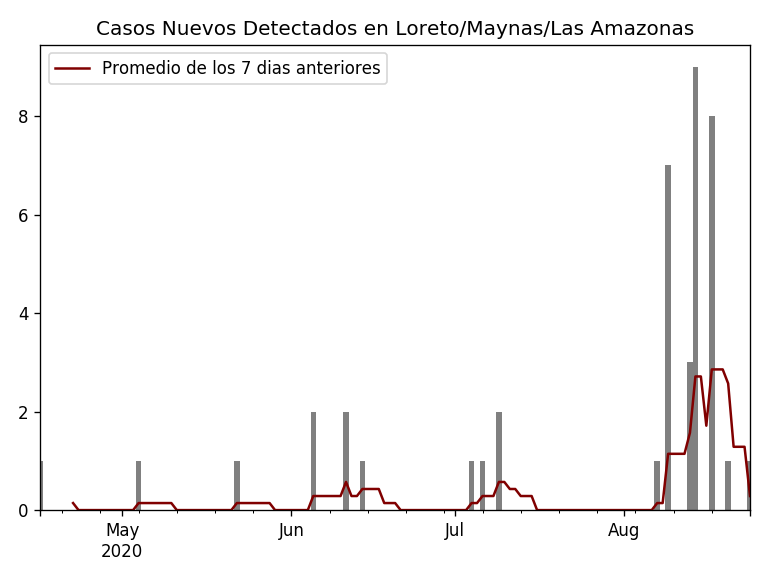 Casos Nuevos Detectados en Loreto/Maynas/Las Amazonas
Promedio de los 7 dias anteriores
8
6
4
2
0
May Jun Jul Aug
2020